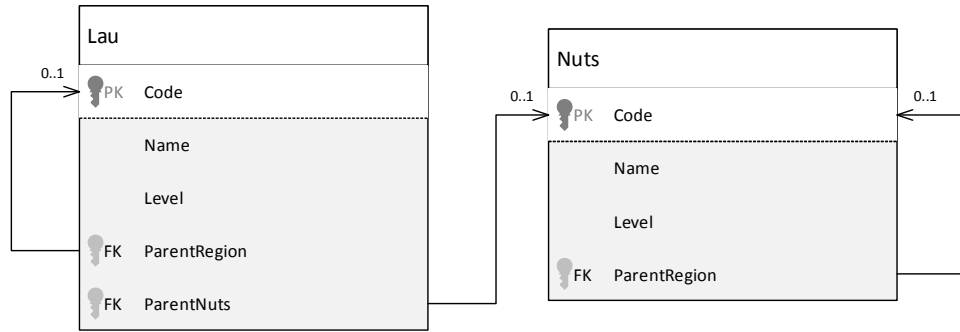 Lau
0..1
PK Code
Name
Level
FK ParentRegion
FK ParentNuts
Nuts
0..1
PK Code
0..1
Name
Level
FK ParentRegion